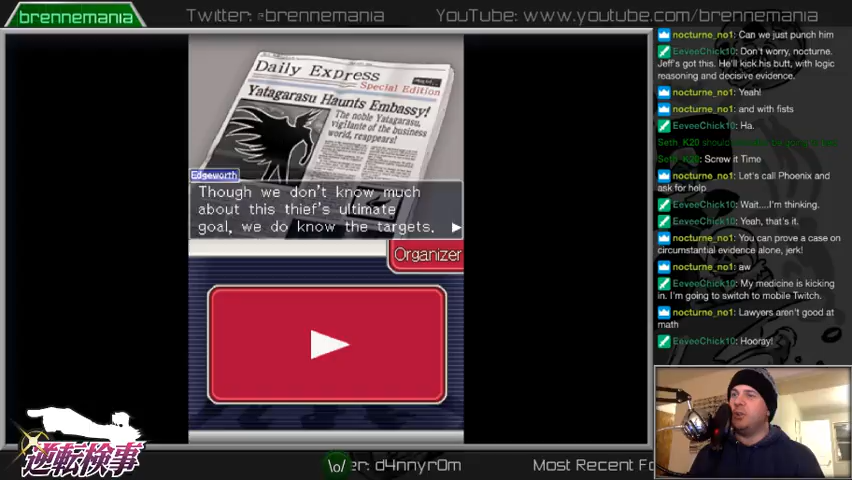 brennemania
Twitter: @brennemania
YouTube: www.youtube.com/brennemania
Daily Express
Special Edition
Yatagarasu Haunts Embassy!
The noble Yatagarasu,
vigilante of the business
world, reappears!
Edgeworth
Though we don't know much
about this thief's ultimate
goal, we do know the targets.
Organizer
nocturne_no1: Can we just punch him
EeveeChick10: Don't worry, nocturne.
Jeff's got this. He'll kick his butt, with logic
reasoning and decisive evidence.
nocturne_no1: Yeah!
nocturne_no1: and with fists
EeveeChick10: Ha.
Seth_K20
Seth_K20: Screw it Time
nocturne_no1: Let's call Phoenix and
ask for help
EeveeChick10: Wait....I'm thinking.
EeveeChick10: Yeah, that's it.
nocturne_no1: You can prove a case on
circumstantial evidence alone, jerk!
nocturne_no1: aw
EeveeChick10: My medicine is kicking
in. I'm going to switch to mobile Twitch.
nocturne_no1: Lawyers aren't good at
math
EeveeChick10: Hooray!
逆転検事
\o/
er: d4nnyr0m
Most Recent Fo